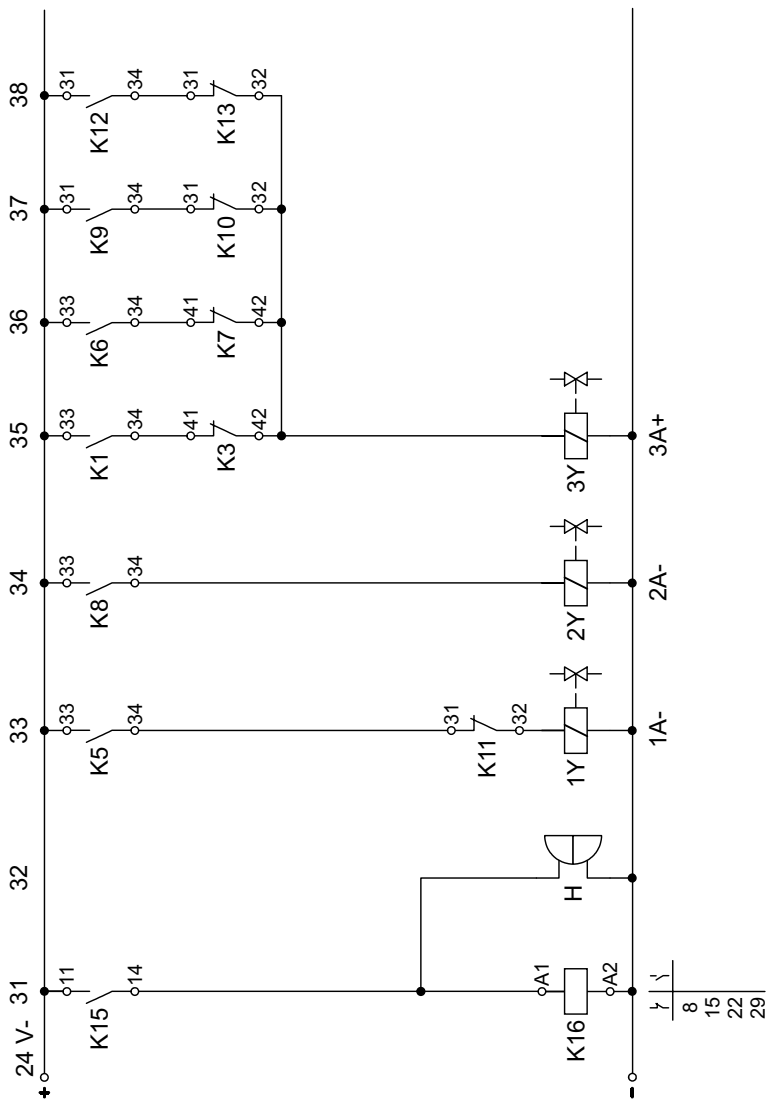 24 V- 31 32 33 34 35 36 37 38
+
11 33 33 33 33 31 31
K15 K5 K8 K1 K6 K9 K12
14 34 34 34 34 34 34
41 41 31 31
K3 K7 K10 K13
42 42 32 32
31
K11
32
A1
K16 H 1Y 2Y 3Y
A2
-
1A- 2A- 3A+
8
15
22
29